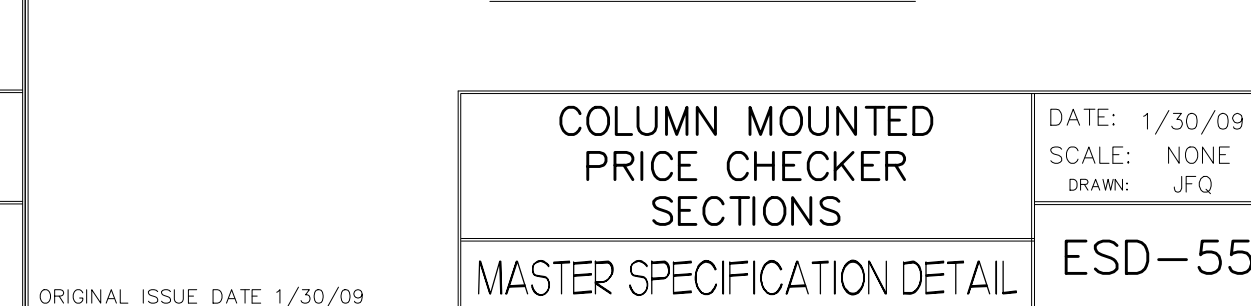 COLUMN MOUNTED
PRICE CHECKER
SECTIONS
MASTER SPECIFICATION DETAIL
DATE: 1/30/09
SCALE: NONE
DRAWN: JFQ
ESD-55
ORIGINAL ISSUE DATE 1/30/09